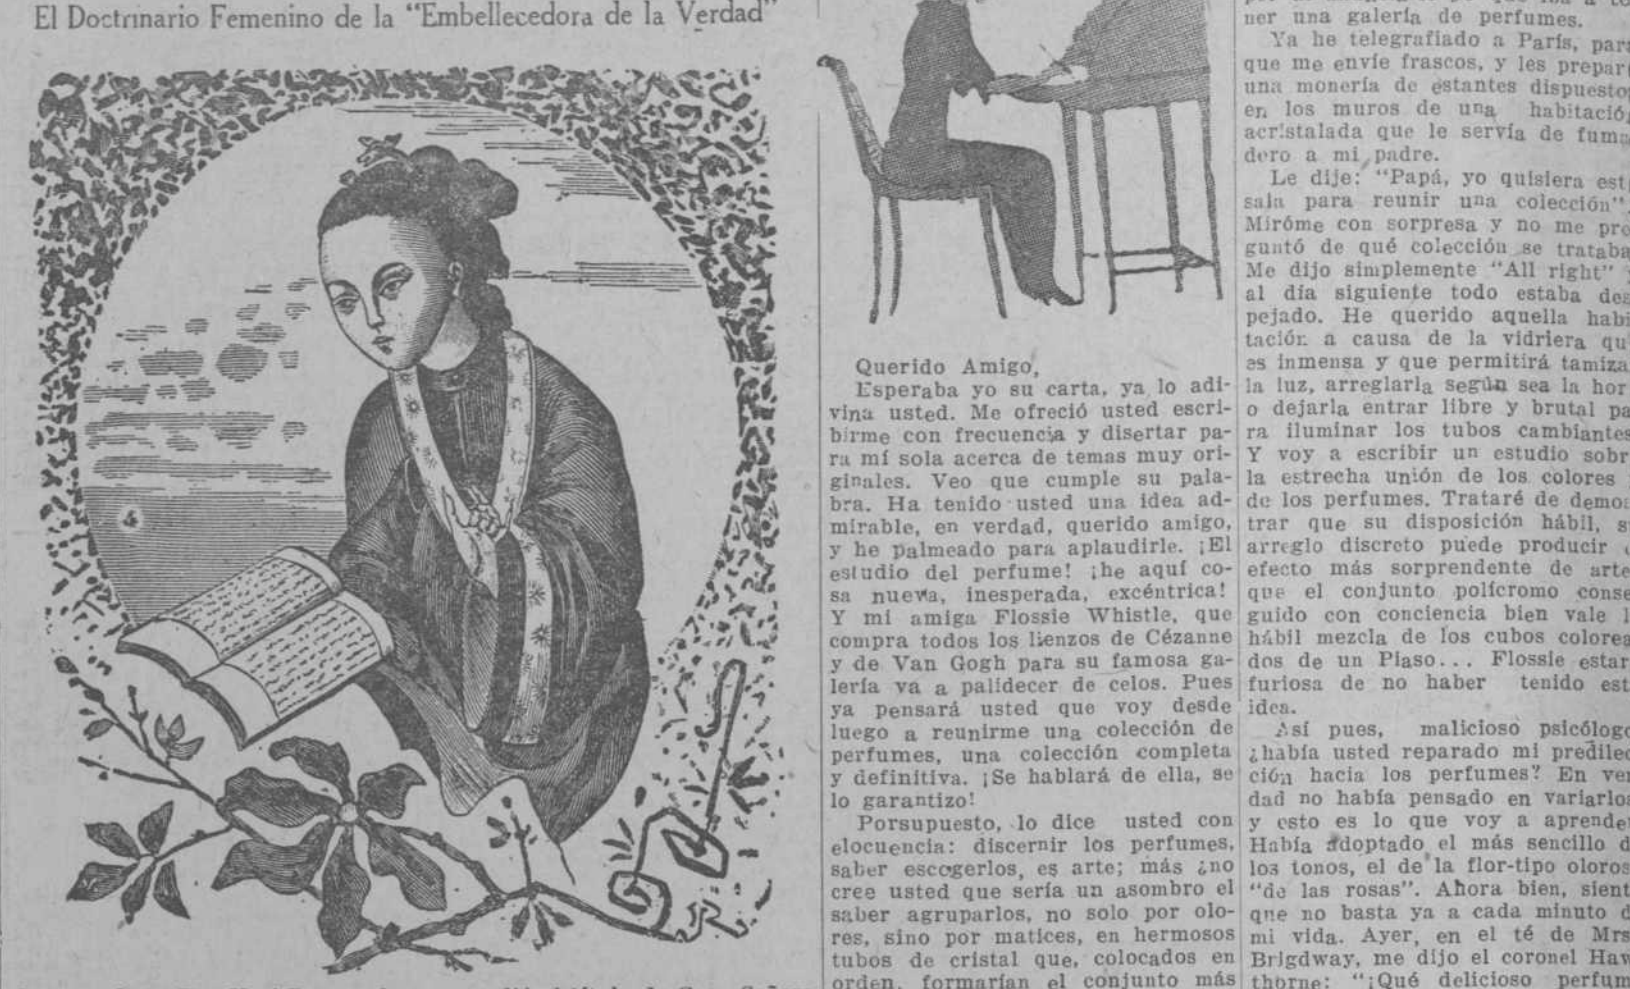 El Doctrinario Femenino de la "Embellecedora de la Verdad"
Querido Amigo,
Esperaba yo su carta, ya lo adi-
vina usted. Me ofreció usted escri-
birme con frecuencia y disertar pa-
ra mí sola acerca de temas muy ori-
ginales. Veo que cumple su pala-
bra. Ha tenido usted una idea ad-
mirable, en verdad, querido amigo,
y he palmeado para aplaudirle. ¡El
estudio del perfume! ¡he aquí co-
sa nueva, inesperada, excéntrica!
Y mi amiga Flossie Whistle, que
compra todos los lienzos de Cézanne
y de Van Gogh para su famosa ga-
lería va a palidecer de celos. Pues
ya pensará usted que voy desde
luego a reunirme una colección de
perfumes, una colección completa
y definitiva. ¡Se hablará de ella, se
lo garantizo!
Porsupuesto, lo dice usted con
elocuencia: discernir los perfumes,
saber escogerlos, es arte; más ¿no
cree usted que sería un asombro el
saber agruparlos, no solo por olo-
res, sino por matices, en hermosos
tubos de cristal que, colocados en
orden, formarían el conjunto más
ner una galería de perfumes.
Ya he telegrafiado a París, para
que me envíe frascos, y les prepar
una monería de estantes dispuestos
en los muros de una habitación
acristalada que le servía de fuma
dero a mi padre.
Le dije: "Papá, yo quisiera est
sala para reunir una colección"
Miróme con sorpresa y no me pre
guntó de qué colección se trataba
Me dijo simplemente "All right" y
al día siguiente todo estaba des
pejado. He querido aquella habi
tación a causa de la vidriera qu
es inmensa y que permitirá tamiza
la luz, arreglarla según sea la hor
o dejarla entrar libre y brutal pa
ra iluminar los tubos cambiantes
Y voy a escribir un estudio sobr
la estrecha unión de los colores
de los perfumes. Trataré de demos
trar que su disposición hábil, s
arreglo discreto puede producir
efecto más sorprendente de arte
que el conjunto polícromo conse
guido con conciencia bien vale l
hábil mezcla de los cubos colorea
dos de un Piaso... Flossie estar
furiosa de no haber tenido est
idea.
Así pues, malicioso psicólogo
¿había usted reparado mi predilec
ción hacia los perfumes? En ver
dad no había pensado en variarlos
y esto es lo que voy a aprender
Había adoptado el más sencillo d
los tonos, el de la flor-tipo oloros
"de las rosas". Ahora bien, sient
que no basta ya a cada minuto d
mi vida. Ayer, en el té de Mrs
Brigdway, me dijo el coronel Haw
thorne: "¡Qué delicioso perfum